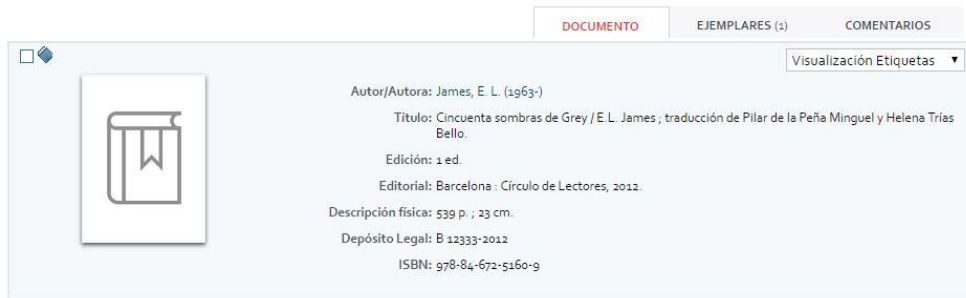 DOCUMENTO EJEMPLARES (1) COMENTARIOS
Visualización Etiquetas
Autor/Autora: James, E. L. (1963-)
Título: Cincuenta sombras de Grey / E.L. James ; traducción de Pilar de la Peña Minguel y Helena Trías
Bello.
Edición: 1 ed.
Editorial: Barcelona : Círculo de Lectores, 2012.
Descripción física: 539 p. ; 23 cm.
Depósito Legal: B 12333-2012
ISBN: 978-84-672-5160-9